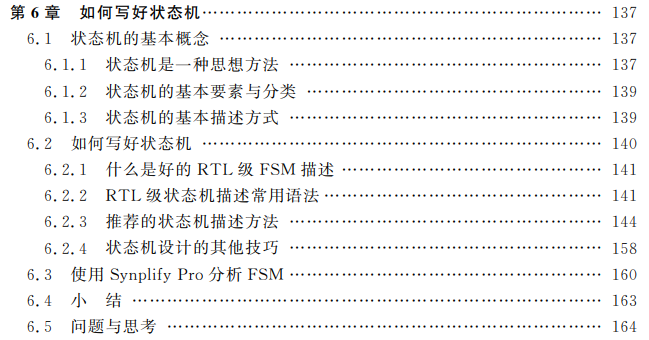 第 6 章 如何写好状态机…………………………………………………… 137
6.1 状态机的基本概念 …………………………………………………… 137
6.1.1 状态机是一种思想方法 …………………………………………… 137
6.1.2 状态机的基本要素与分类 ………………………………………… 139
6.1.3 状态机的基本描述方式 …………………………………………… 139
6.2 如何写好状态机 ……………………………………………………… 140
6.2.1 什么是好的 RTL 级 FSM 描述 …………………………………… 141
6.2.2 RTL 级状态机描述常用语法……………………………………… 141
6.2.3 推荐的状态机描述方法 …………………………………………… 144
6.2.4 状态机设计的其他技巧 …………………………………………… 158
6.3 使用 Synplify Pro 分析 FSM………………………………………… 160
6.4 小 结 ………………………………………………………………… 163
6.5 问题与思考 …………………………………………………………… 164